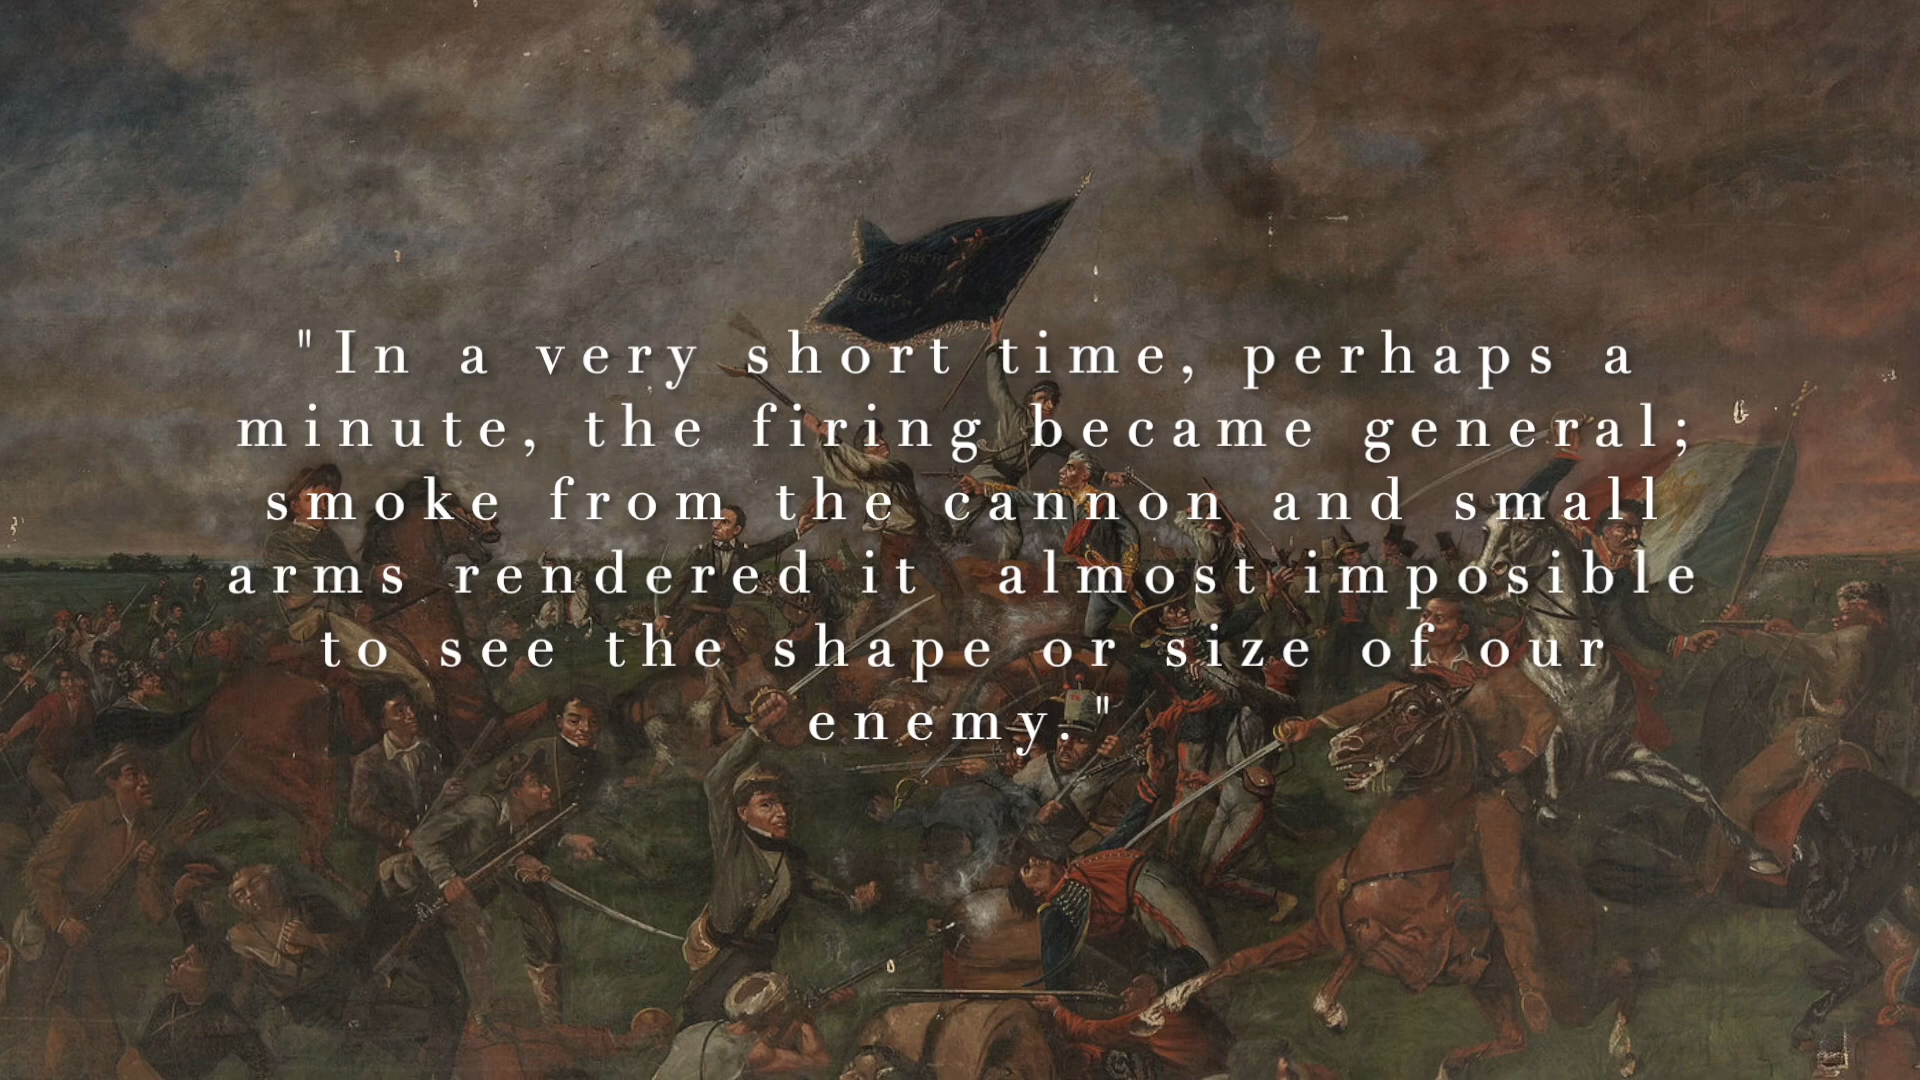 "In a very short time, perhaps a
minute, the firing became general;
smoke from the cannon and small
arms rendered it almost imposible
to see the shape or size of our
enemy."